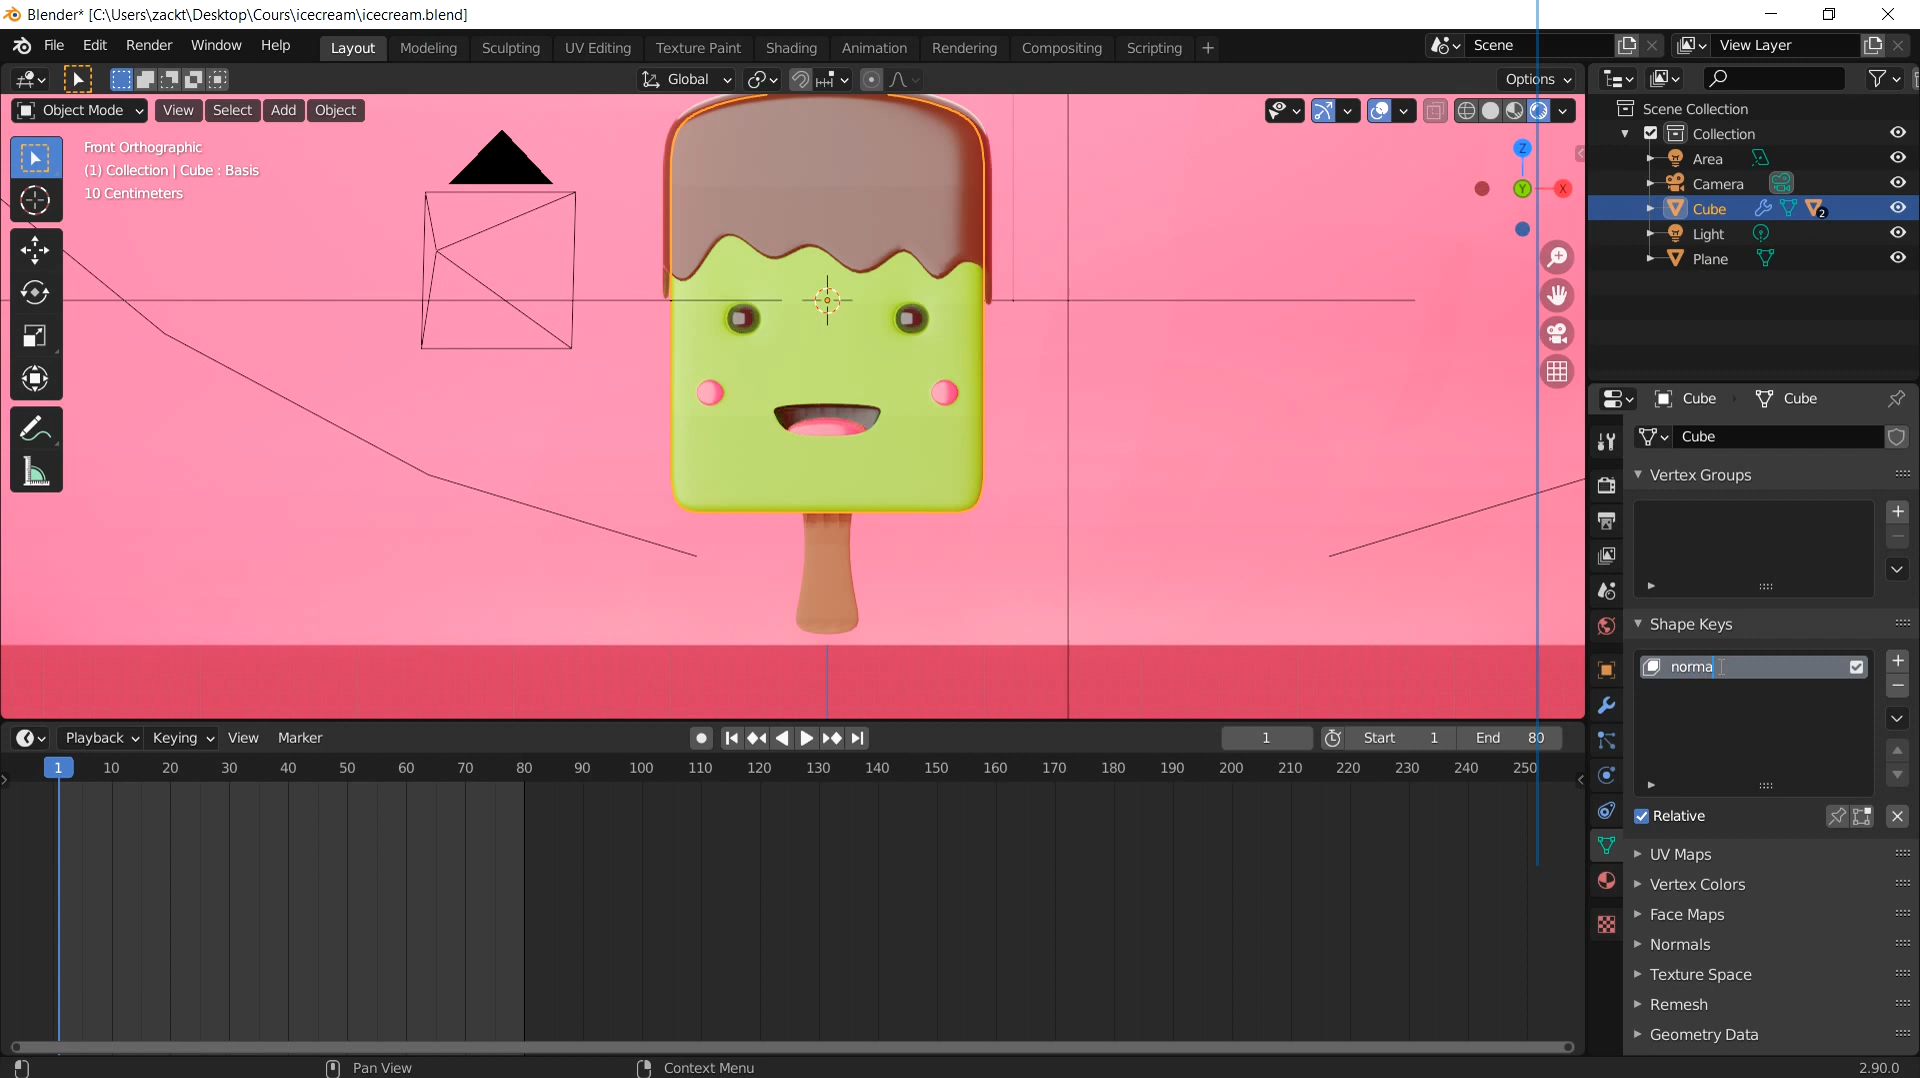 Blender* [C:\Users\zackt\Desktop\Cours\icecream\icecream.blend]
File Edit Render Window Help Layout Modeling Sculpting UV Editing Texture Paint Shading Animation Rendering Compositing Scripting + Scene View Layer
Global Options
Object Mode View Select Add Object
Front Orthographic
(1) Collection | Cube : Basis
10 Centimeters
Z
Y
X
Scene Collection
Collection
Area
Camera
Cube 2
Light
Plane
Cube Cube
Cube
Vertex Groups
Shape Keys
norma
Relative
UV Maps
Vertex Colors
Face Maps
Normals
Texture Space
Remesh
Geometry Data
Playback Keying View Marker 1 Start 1 End 80
1 10 20 30 40 50 60 70 80 90 100 110 120 130 140 150 160 170 180 190 200 210 220 230 240 250
Pan View Context Menu 2.90.0